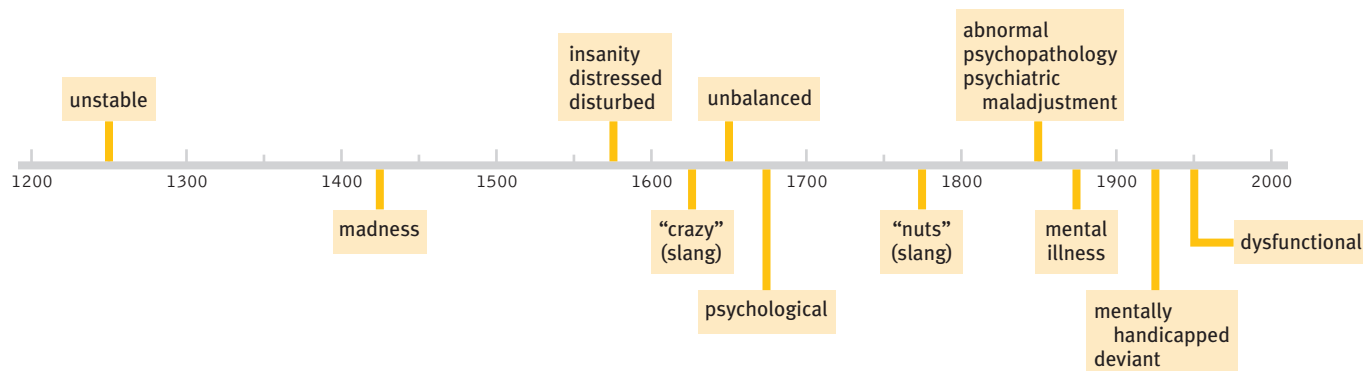 abnormal
psychopathology
psychiatric
maladjustment
insanity
distressed
disturbed
unstable
unbalanced
1200 1300 1400 1500 1600 1700 1800 1900 2000
madness
“crazy”
(slang)
“nuts”
(slang)
mental
illness
dysfunctional
psychological
mentally
handicapped
deviant